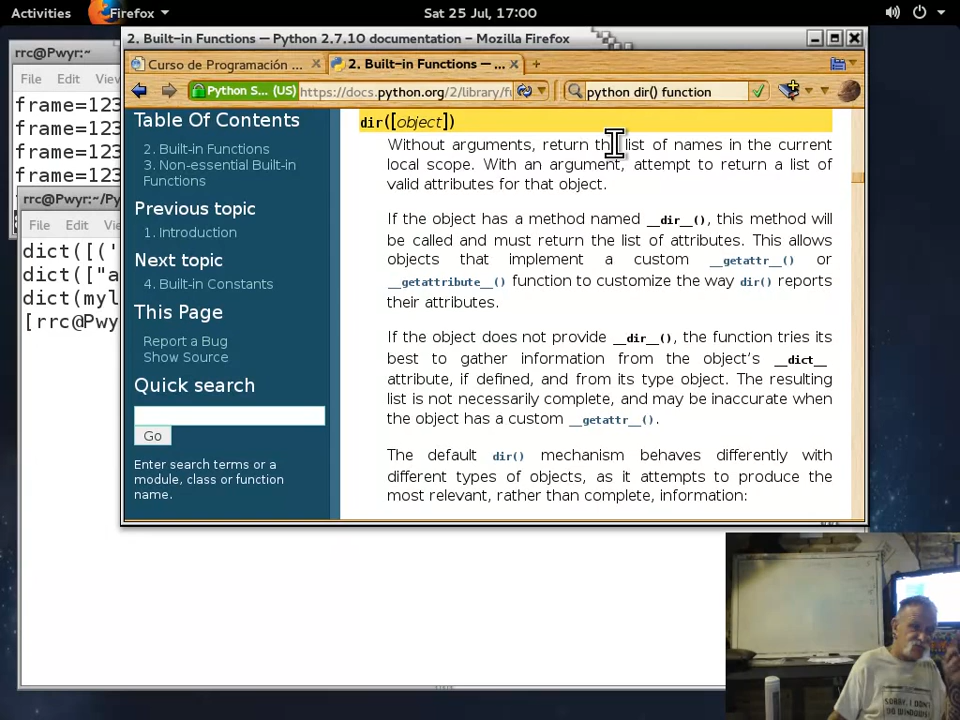 Activities
Firefox
Sat 25 Jul, 17:00
rrc@Pwyr:~
File Edit View
frame=123
frame=123
frame=123
frame=123
rrc@Pwyr:~/Py
File Edit
dict([('
dict(["a
dict(myl
[rrc@Pwy
2. Built-in Functions — Python 2.7.10 documentation – Mozilla Firefox
Curso de Programación ...
2. Built-in Functions — ...
Python S... (US)
https://docs.python.org/2/library/fu
python dir() function
Table Of Contents
2. Built-in Functions
3. Non-essential Built-in
Functions
Previous topic
1. Introduction
Next topic
4. Built-in Constants
This Page
Report a Bug
Show Source
Quick search
Go
Enter search terms or a
module, class or function
name.
dir([object])
Without arguments, return the list of names in the current
local scope. With an argument, attempt to return a list of
valid attributes for that object.
If the object has a method named __dir__(), this method will
be called and must return the list of attributes. This allows
objects that implement a custom __getattr__() or
__getattribute__() function to customize the way dir() reports
their attributes.
If the object does not provide __dir__(), the function tries its
best to gather information from the object's __dict__
attribute, if defined, and from its type object. The resulting
list is not necessarily complete, and may be inaccurate when
the object has a custom __getattr__().
The default dir() mechanism behaves differently with
different types of objects, as it attempts to produce the
most relevant, rather than complete, information:
SORRY, I DON'T
DO WINDOWS!